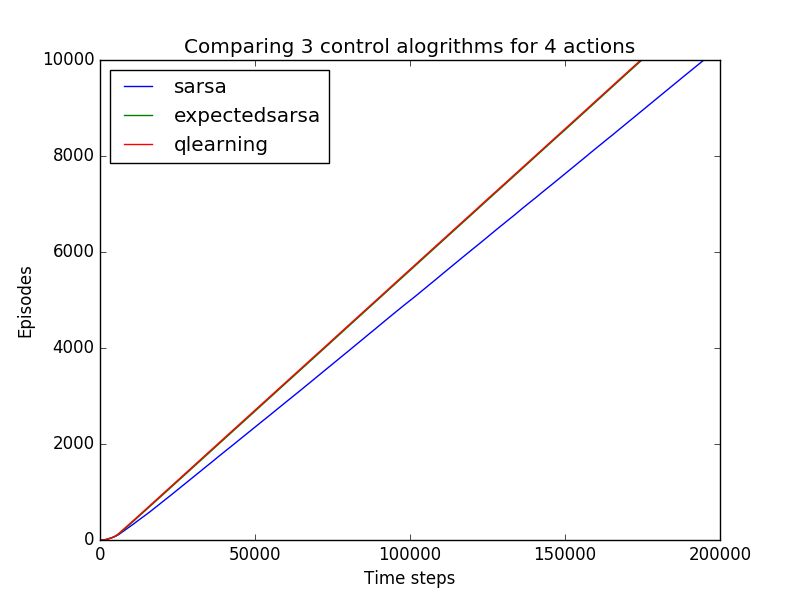 Comparing 3 control alogrithms for 4 actions
sarsa
expectedsarsa
qlearning
10000
8000
6000
4000
2000
0
Episodes
0 50000 100000 150000 200000
Time steps